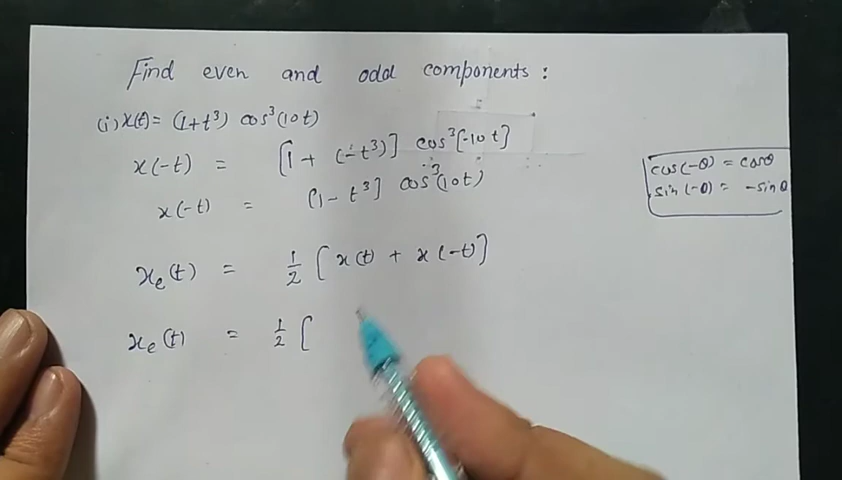 Find even and odd components :
(i) x(t) = (1+t³) cos³(10t)
x(-t) = [1 + (-t³)] cos³[-10t]
x(-t) = [1 - t³] cos³(10t)
cos(-θ) = cosθ
sin(-θ) = -sinθ
xₑ(t) = 1/2 [x(t) + x(-t)]
xₑ(t) = 1/2 [